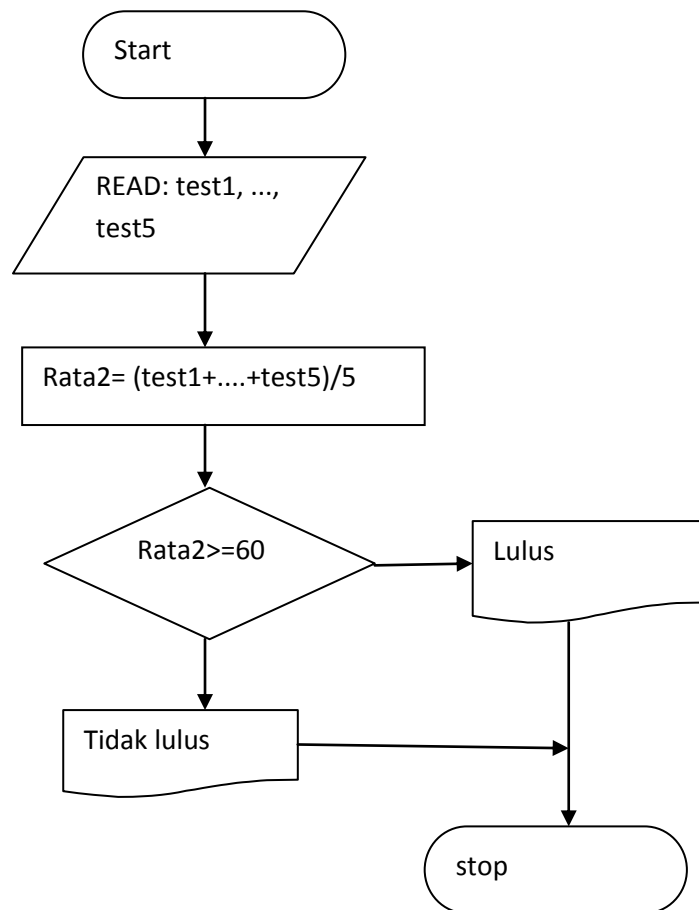 Start
READ: test1, ...,
test5
Rata2= (test1+....+test5)/5
Rata2>=60
Lulus
Tidak lulus
stop